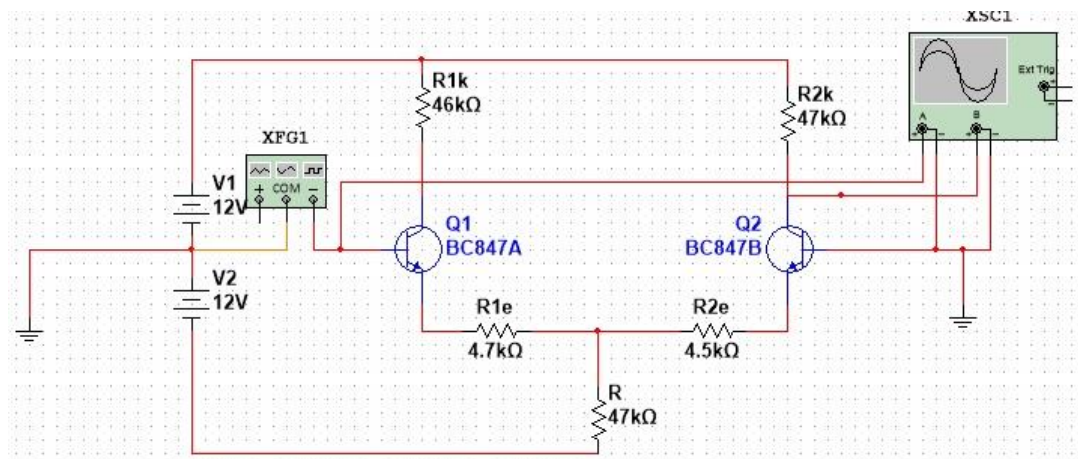 XSC1
R1k
46kΩ
R2k
47kΩ
Ext Trig
A
B
XFG1
COM
V1
12V
Q1
BC847A
Q2
BC847B
V2
12V
R1e
4.7kΩ
R2e
4.5kΩ
R
47kΩ